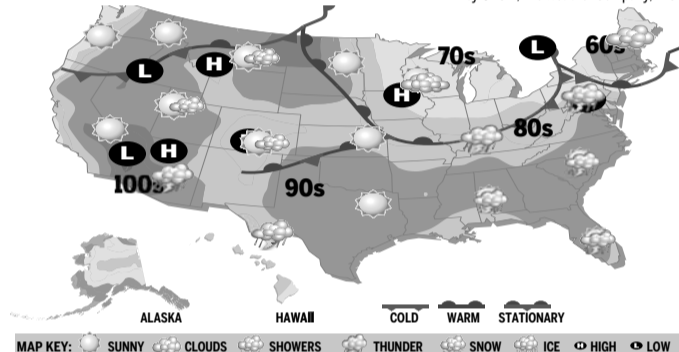 L
60s
70s
L
H
H
80s
L
H
100s
90s
ALASKA
HAWAII
COLD
WARM
STATIONARY
MAP KEY: SUNNY CLOUDS SHOWERS THUNDER SNOW ICE H HIGH L LOW